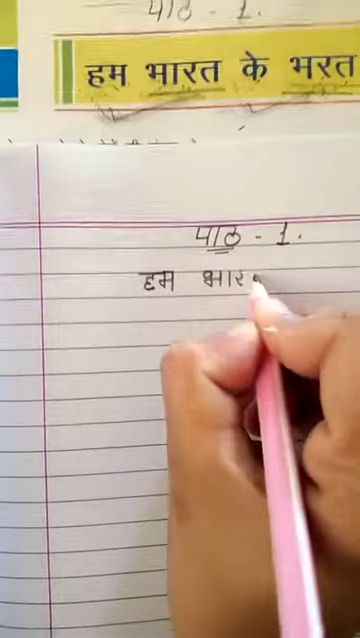 पाठ - 1.
हम भारत के भरत
पाठ - 1.
हम भार